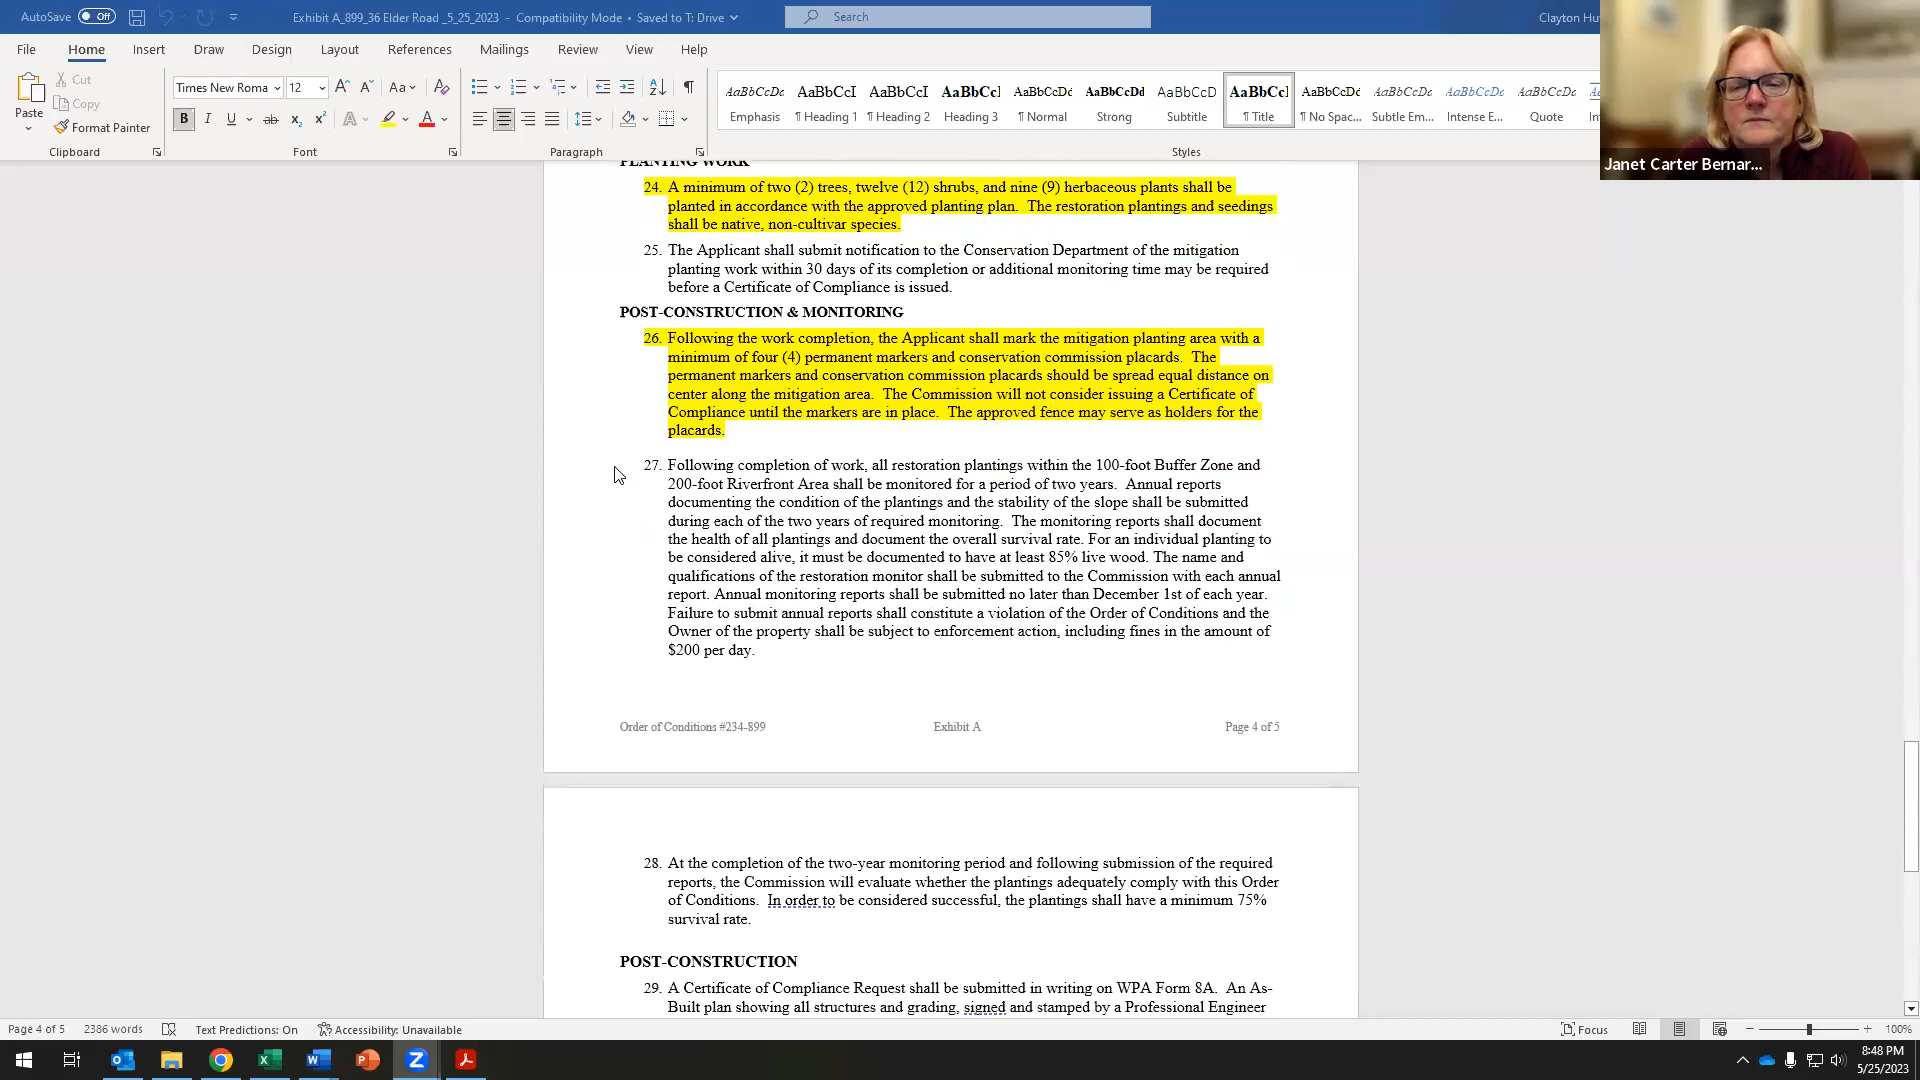 AutoSave Off Exhibit A_899_36 Elder Road _5_25_2023 - Compatibility Mode • Saved to T: Drive Search
File Home Insert Draw Design Layout References Mailings Review View Help
Paste Cut Copy Format Painter
Times New Roma 12 Aa
AaBbCcDc AaBbCcI AaBbCcI AaBbCcI AaBbCcDd AaBbCcDd AaBbCcD AaBbCcI AaBbCcDd AaBbCcDc AaBbCcDc AaBbCcDc
Emphasis ¶ Heading 1 ¶ Heading 2 Heading 3 ¶ Normal Strong Subtitle ¶ Title ¶ No Spac... Subtle Em... Intense E... Quote
Clipboard Font Paragraph Styles
Janet Carter Bernar...
PLANTING WORK
24. A minimum of two (2) trees, twelve (12) shrubs, and nine (9) herbaceous plants shall be
planted in accordance with the approved planting plan. The restoration plantings and seedings
shall be native, non-cultivar species.
25. The Applicant shall submit notification to the Conservation Department of the mitigation
planting work within 30 days of its completion or additional monitoring time may be required
before a Certificate of Compliance is issued.
POST-CONSTRUCTION & MONITORING
26. Following the work completion, the Applicant shall mark the mitigation planting area with a
minimum of four (4) permanent markers and conservation commission placards. The
permanent markers and conservation commission placards should be spread equal distance on
center along the mitigation area. The Commission will not consider issuing a Certificate of
Compliance until the markers are in place. The approved fence may serve as holders for the
placards.
27. Following completion of work, all restoration plantings within the 100-foot Buffer Zone and
200-foot Riverfront Area shall be monitored for a period of two years. Annual reports
documenting the condition of the plantings and the stability of the slope shall be submitted
during each of the two years of required monitoring. The monitoring reports shall document
the health of all plantings and document the overall survival rate. For an individual planting to
be considered alive, it must be documented to have at least 85% live wood. The name and
qualifications of the restoration monitor shall be submitted to the Commission with each annual
report. Annual monitoring reports shall be submitted no later than December 1st of each year.
Failure to submit annual reports shall constitute a violation of the Order of Conditions and the
Owner of the property shall be subject to enforcement action, including fines in the amount of
$200 per day.
Order of Conditions #234-899 Exhibit A Page 4 of 5
28. At the completion of the two-year monitoring period and following submission of the required
reports, the Commission will evaluate whether the plantings adequately comply with this Order
of Conditions. In order to be considered successful, the plantings shall have a minimum 75%
survival rate.
POST-CONSTRUCTION
29. A Certificate of Compliance Request shall be submitted in writing on WPA Form 8A. An As-
Built plan showing all structures and grading, signed and stamped by a Professional Engineer
Page 4 of 5 2386 words Text Predictions: On Accessibility: Unavailable Focus 100%
8:48 PM
5/25/2023